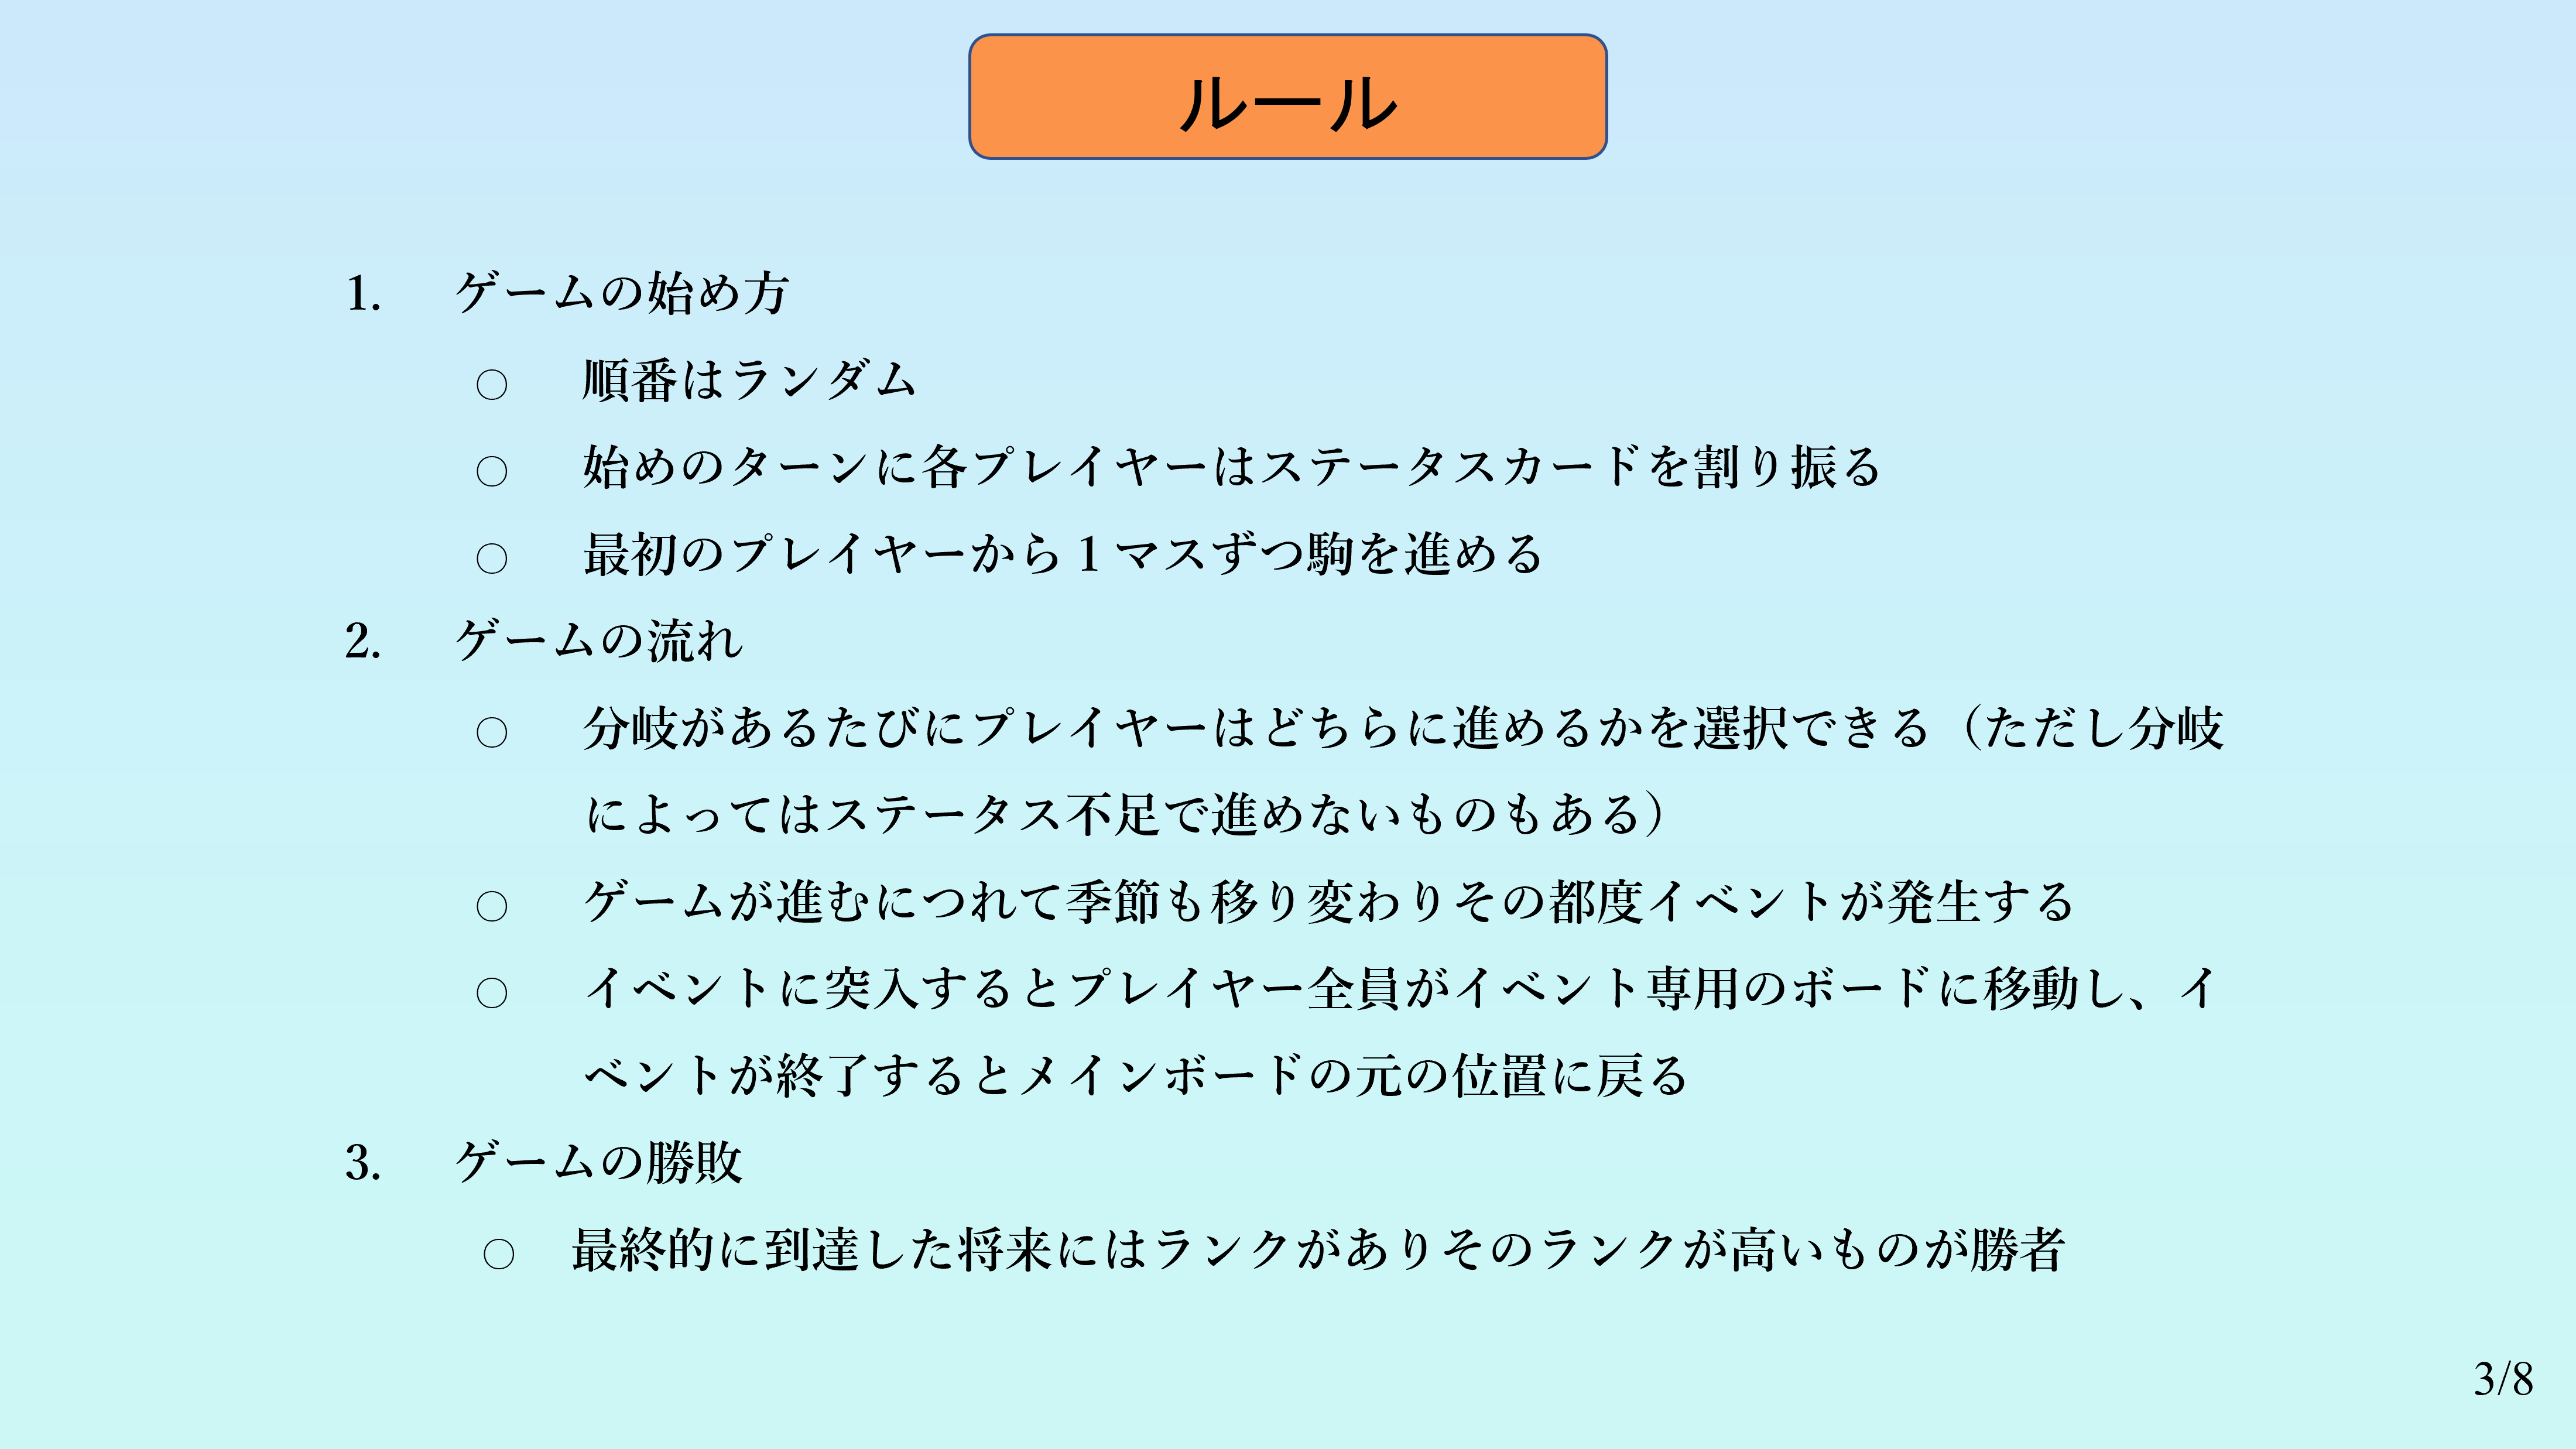 ルール
1. ゲームの始め方
○ 順番はランダム
○ 始めのターンに各プレイヤーはステータスカードを割り振る
○ 最初のプレイヤーから１マスずつ駒を進める
2. ゲームの流れ
○ 分岐があるたびにプレイヤーはどちらに進めるかを選択できる（ただし分岐
によってはステータス不足で進めないものもある）
○ ゲームが進むにつれて季節も移り変わりその都度イベントが発生する
○ イベントに突入するとプレイヤー全員がイベント専用のボードに移動し、イ
ベントが終了するとメインボードの元の位置に戻る
3. ゲームの勝敗
○ 最終的に到達した将来にはランクがありそのランクが高いものが勝者
3/8